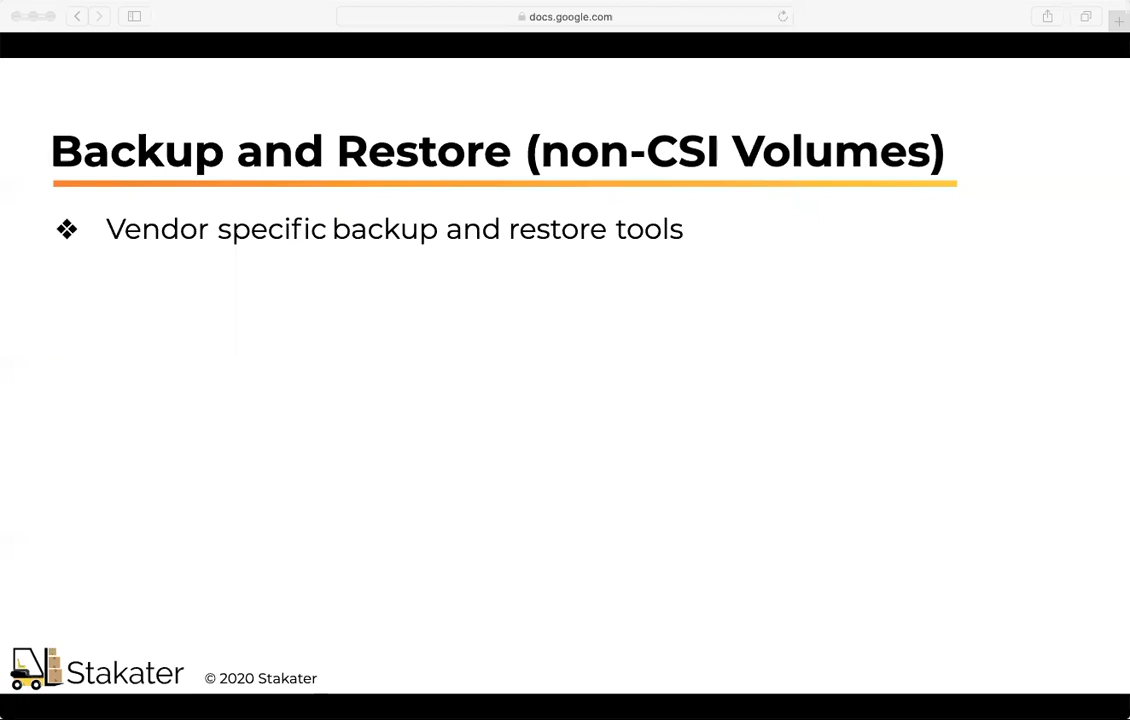 docs.google.com
Backup and Restore (non-CSI Volumes)
❖ Vendor specific backup and restore tools
Stakater © 2020 Stakater